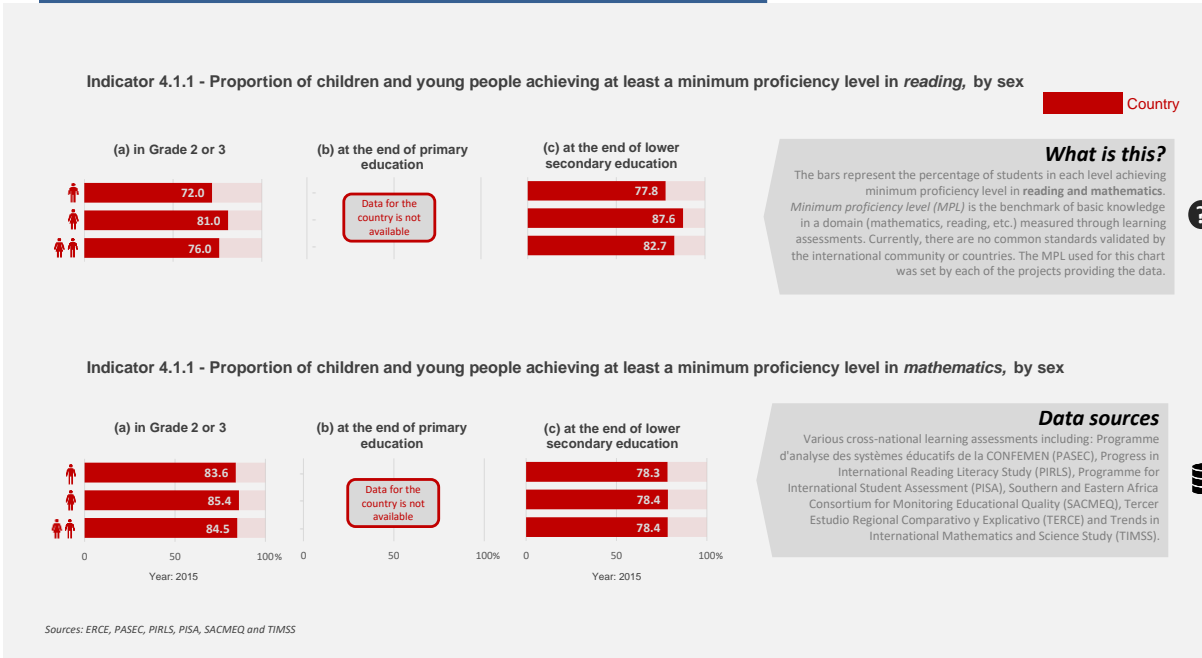 Indicator 4.1.1 - Proportion of children and young people achieving at least a minimum proficiency level in reading, by sex
Country
(a) in Grade 2 or 3
72.0
81.0
76.0
(b) at the end of primary
education
Data for the
country is not
available
(c) at the end of lower
secondary education
77.8
87.6
82.7
What is this?
The bars represent the percentage of students in each level achieving
minimum proficiency level in reading and mathematics.
Minimum proficiency level (MPL) is the benchmark of basic knowledge
in a domain (mathematics, reading, etc.) measured through learning
assessments. Currently, there are no common standards validated by
the international community or countries. The MPL used for this chart
was set by each of the projects providing the data.
?
Indicator 4.1.1 - Proportion of children and young people achieving at least a minimum proficiency level in mathematics, by sex
(a) in Grade 2 or 3
83.6
85.4
84.5
0 50 100%
Year: 2015
(b) at the end of primary
education
Data for the
country is not
available
0 50 100%
(c) at the end of lower
secondary education
78.3
78.4
78.4
0 50 100%
Year: 2015
Data sources
Various cross-national learning assessments including: Programme
d'analyse des systèmes éducatifs de la CONFEMEN (PASEC), Progress in
International Reading Literacy Study (PIRLS), Programme for
International Student Assessment (PISA), Southern and Eastern Africa
Consortium for Monitoring Educational Quality (SACMEQ), Tercer
Estudio Regional Comparativo y Explicativo (TERCE) and Trends in
International Mathematics and Science Study (TIMSS).
Sources: ERCE, PASEC, PIRLS, PISA, SACMEQ and TIMSS